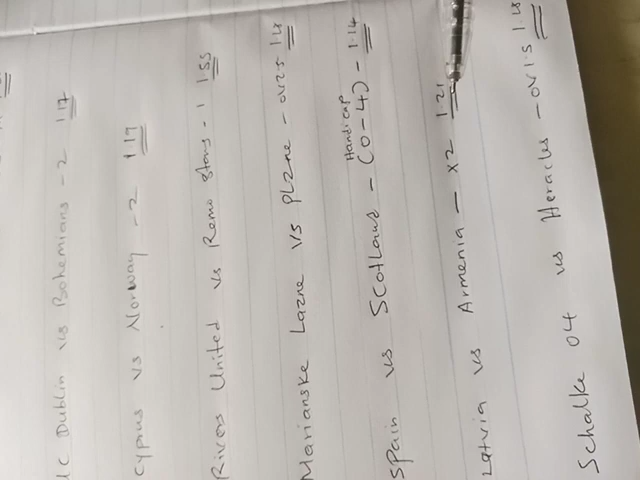 UC Dublin vs Bohemians - 2 1.17
Cyprus vs Norway - 2 1.17
Rivers United vs Remo Stars - 1 1.55
Marianske Lazne vs PLzne - OV2.5 1.28
Spain vs Scotland - Handicap (0-4) - 1.14
Latvia vs Armenia - X2 1.21
Schalke 04 vs Heracles - OV1.5 1.18